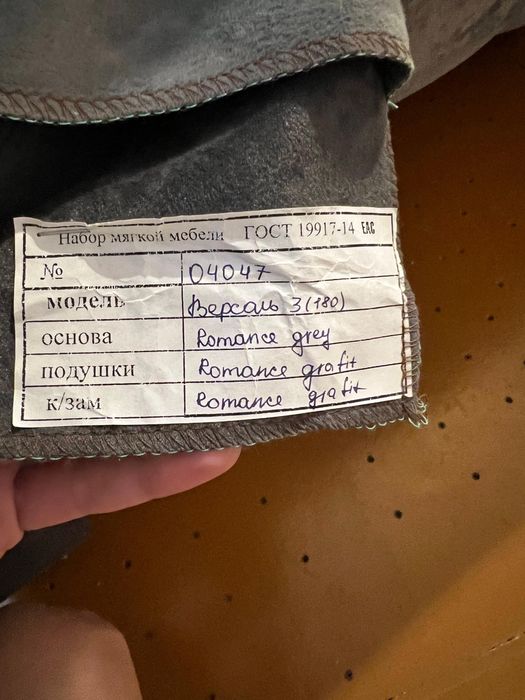 Набор мягкой мебели ГОСТ 19917-14 EAC
№ 04047
модель Версаль 3(180)
основа Romance grey
подушки Romance grafit
к/зам Romance grafit